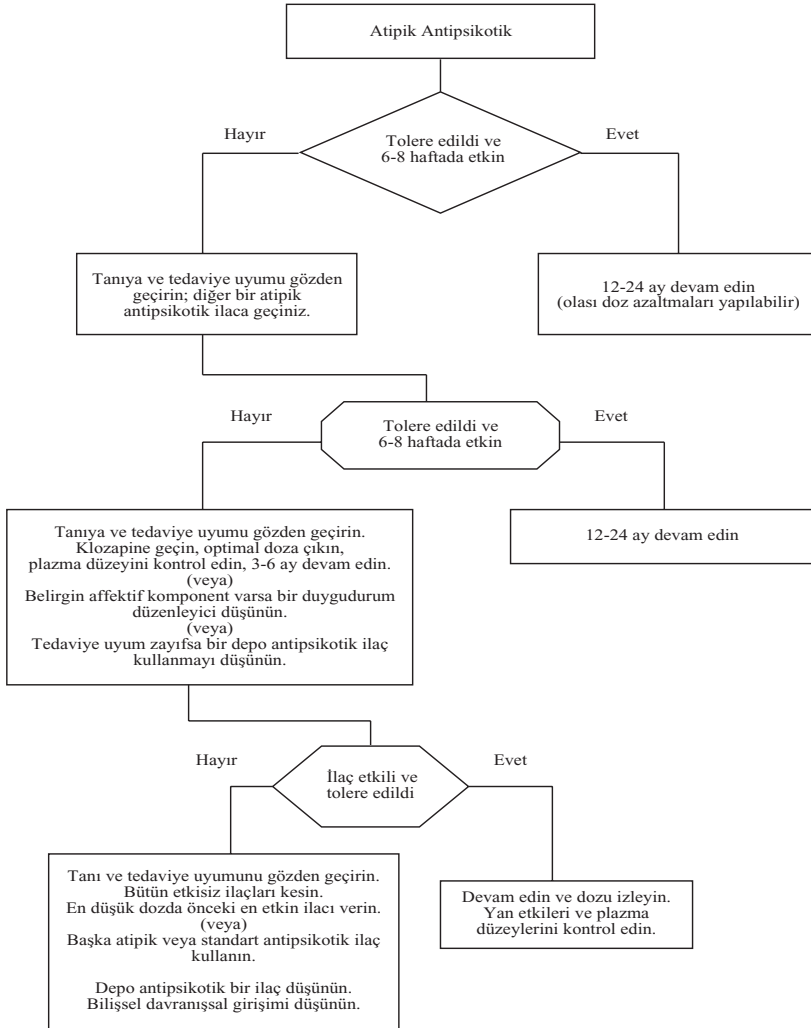 Atipik Antipsikotik
Hayır
Tolere edildi ve
6-8 haftada etkin
Evet
Tanıya ve tedaviye uyumu gözden
geçirin; diğer bir atipik
antipsikotik ilaca geçiniz.
12-24 ay devam edin
(olası doz azaltmaları yapılabilir)
Hayır
Tolere edildi ve
6-8 haftada etkin
Evet
Tanıya ve tedaviye uyumu gözden geçirin.
Klozapine geçin, optimal doza çıkın,
plazma düzeyini kontrol edin, 3-6 ay devam edin.
(veya)
Belirgin affektif komponent varsa bir duygudurum
düzenleyici düşünün.
(veya)
Tedaviye uyum zayıfsa bir depo antipsikotik ilaç
kullanmayı düşünün.
12-24 ay devam edin
Hayır
İlaç etkili ve
tolere edildi
Evet
Tanı ve tedaviye uyumunu gözden geçirin.
Bütün etkisiz ilaçları kesin.
En düşük dozda önceki en etkin ilacı verin.
(veya)
Başka atipik veya standart antipsikotik ilaç
kullanın.
Depo antipsikotik bir ilaç düşünün.
Bilişsel davranışsal girişimi düşünün.
Devam edin ve dozu izleyin.
Yan etkileri ve plazma
düzeylerini kontrol edin.